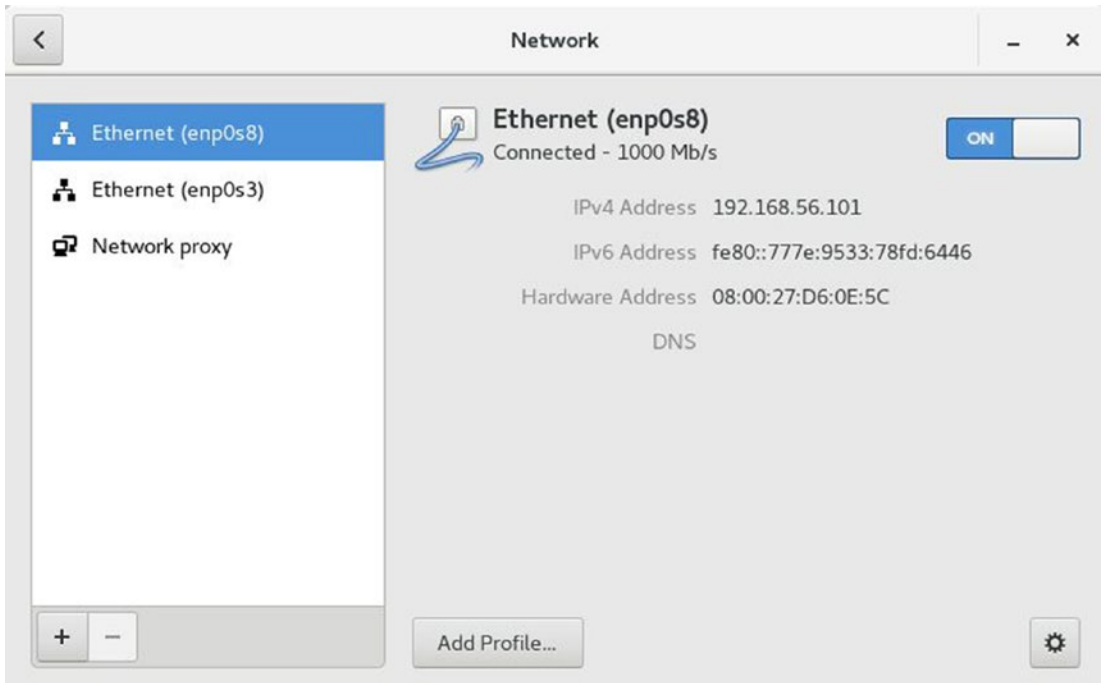 Network
Ethernet (enp0s8)
Ethernet (enp0s3)
Network proxy
Ethernet (enp0s8)
Connected - 1000 Mb/s
ON
IPv4 Address 192.168.56.101
IPv6 Address fe80::777e:9533:78fd:6446
Hardware Address 08:00:27:D6:0E:5C
DNS
Add Profile...